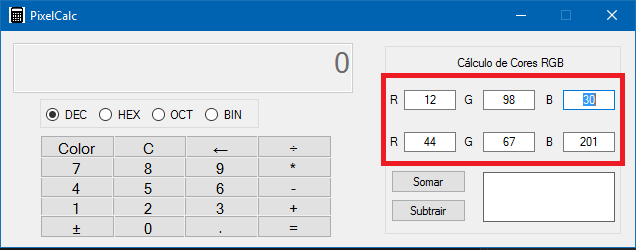 PixelCalc
0
DEC HEX OCT BIN
Color C ← ÷
7 8 9 *
4 5 6 -
1 2 3 +
± 0 . =
Cálculo de Cores RGB
R 12 G 98 B 30
R 44 G 67 B 201
Somar
Subtrair